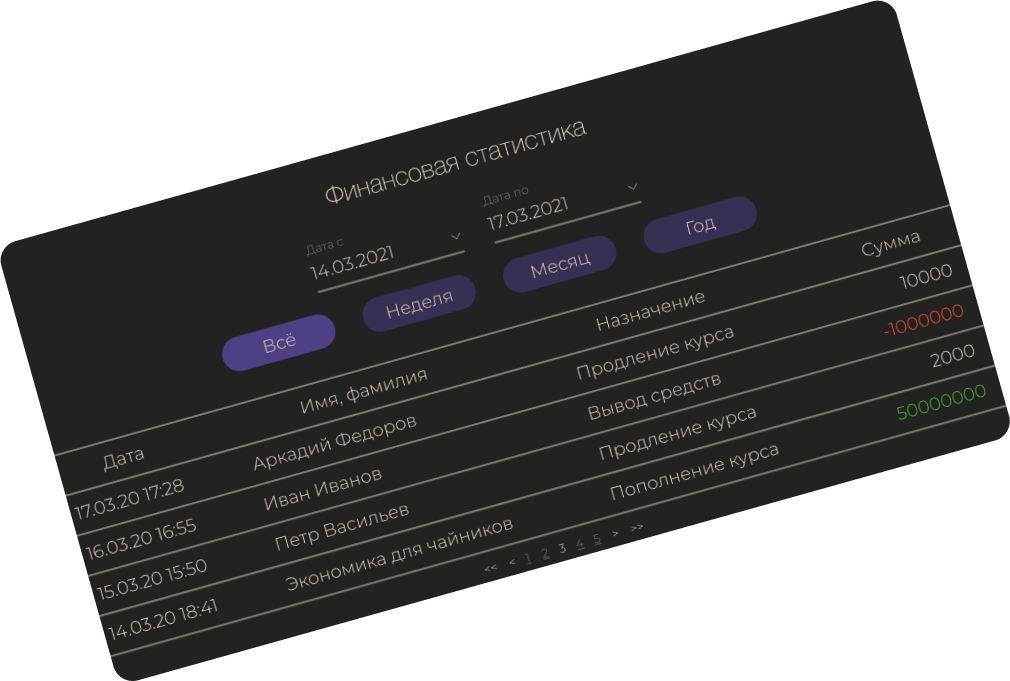 Финансовая статистика
Дата с Дата по
14.03.2021 17.03.2021
Всё Неделя Месяц Год
Дата Имя, фамилия Назначение Сумма
17.03.20 17:28 Аркадий Федоров Продление курса 10000
16.03.20 16:55 Иван Иванов Вывод средств -1000000
15.03.20 15:50 Петр Васильев Продление курса 2000
14.03.20 18:41 Экономика для чайников Пополнение курса 50000000
<< < 1 2 3 4 5 > >>